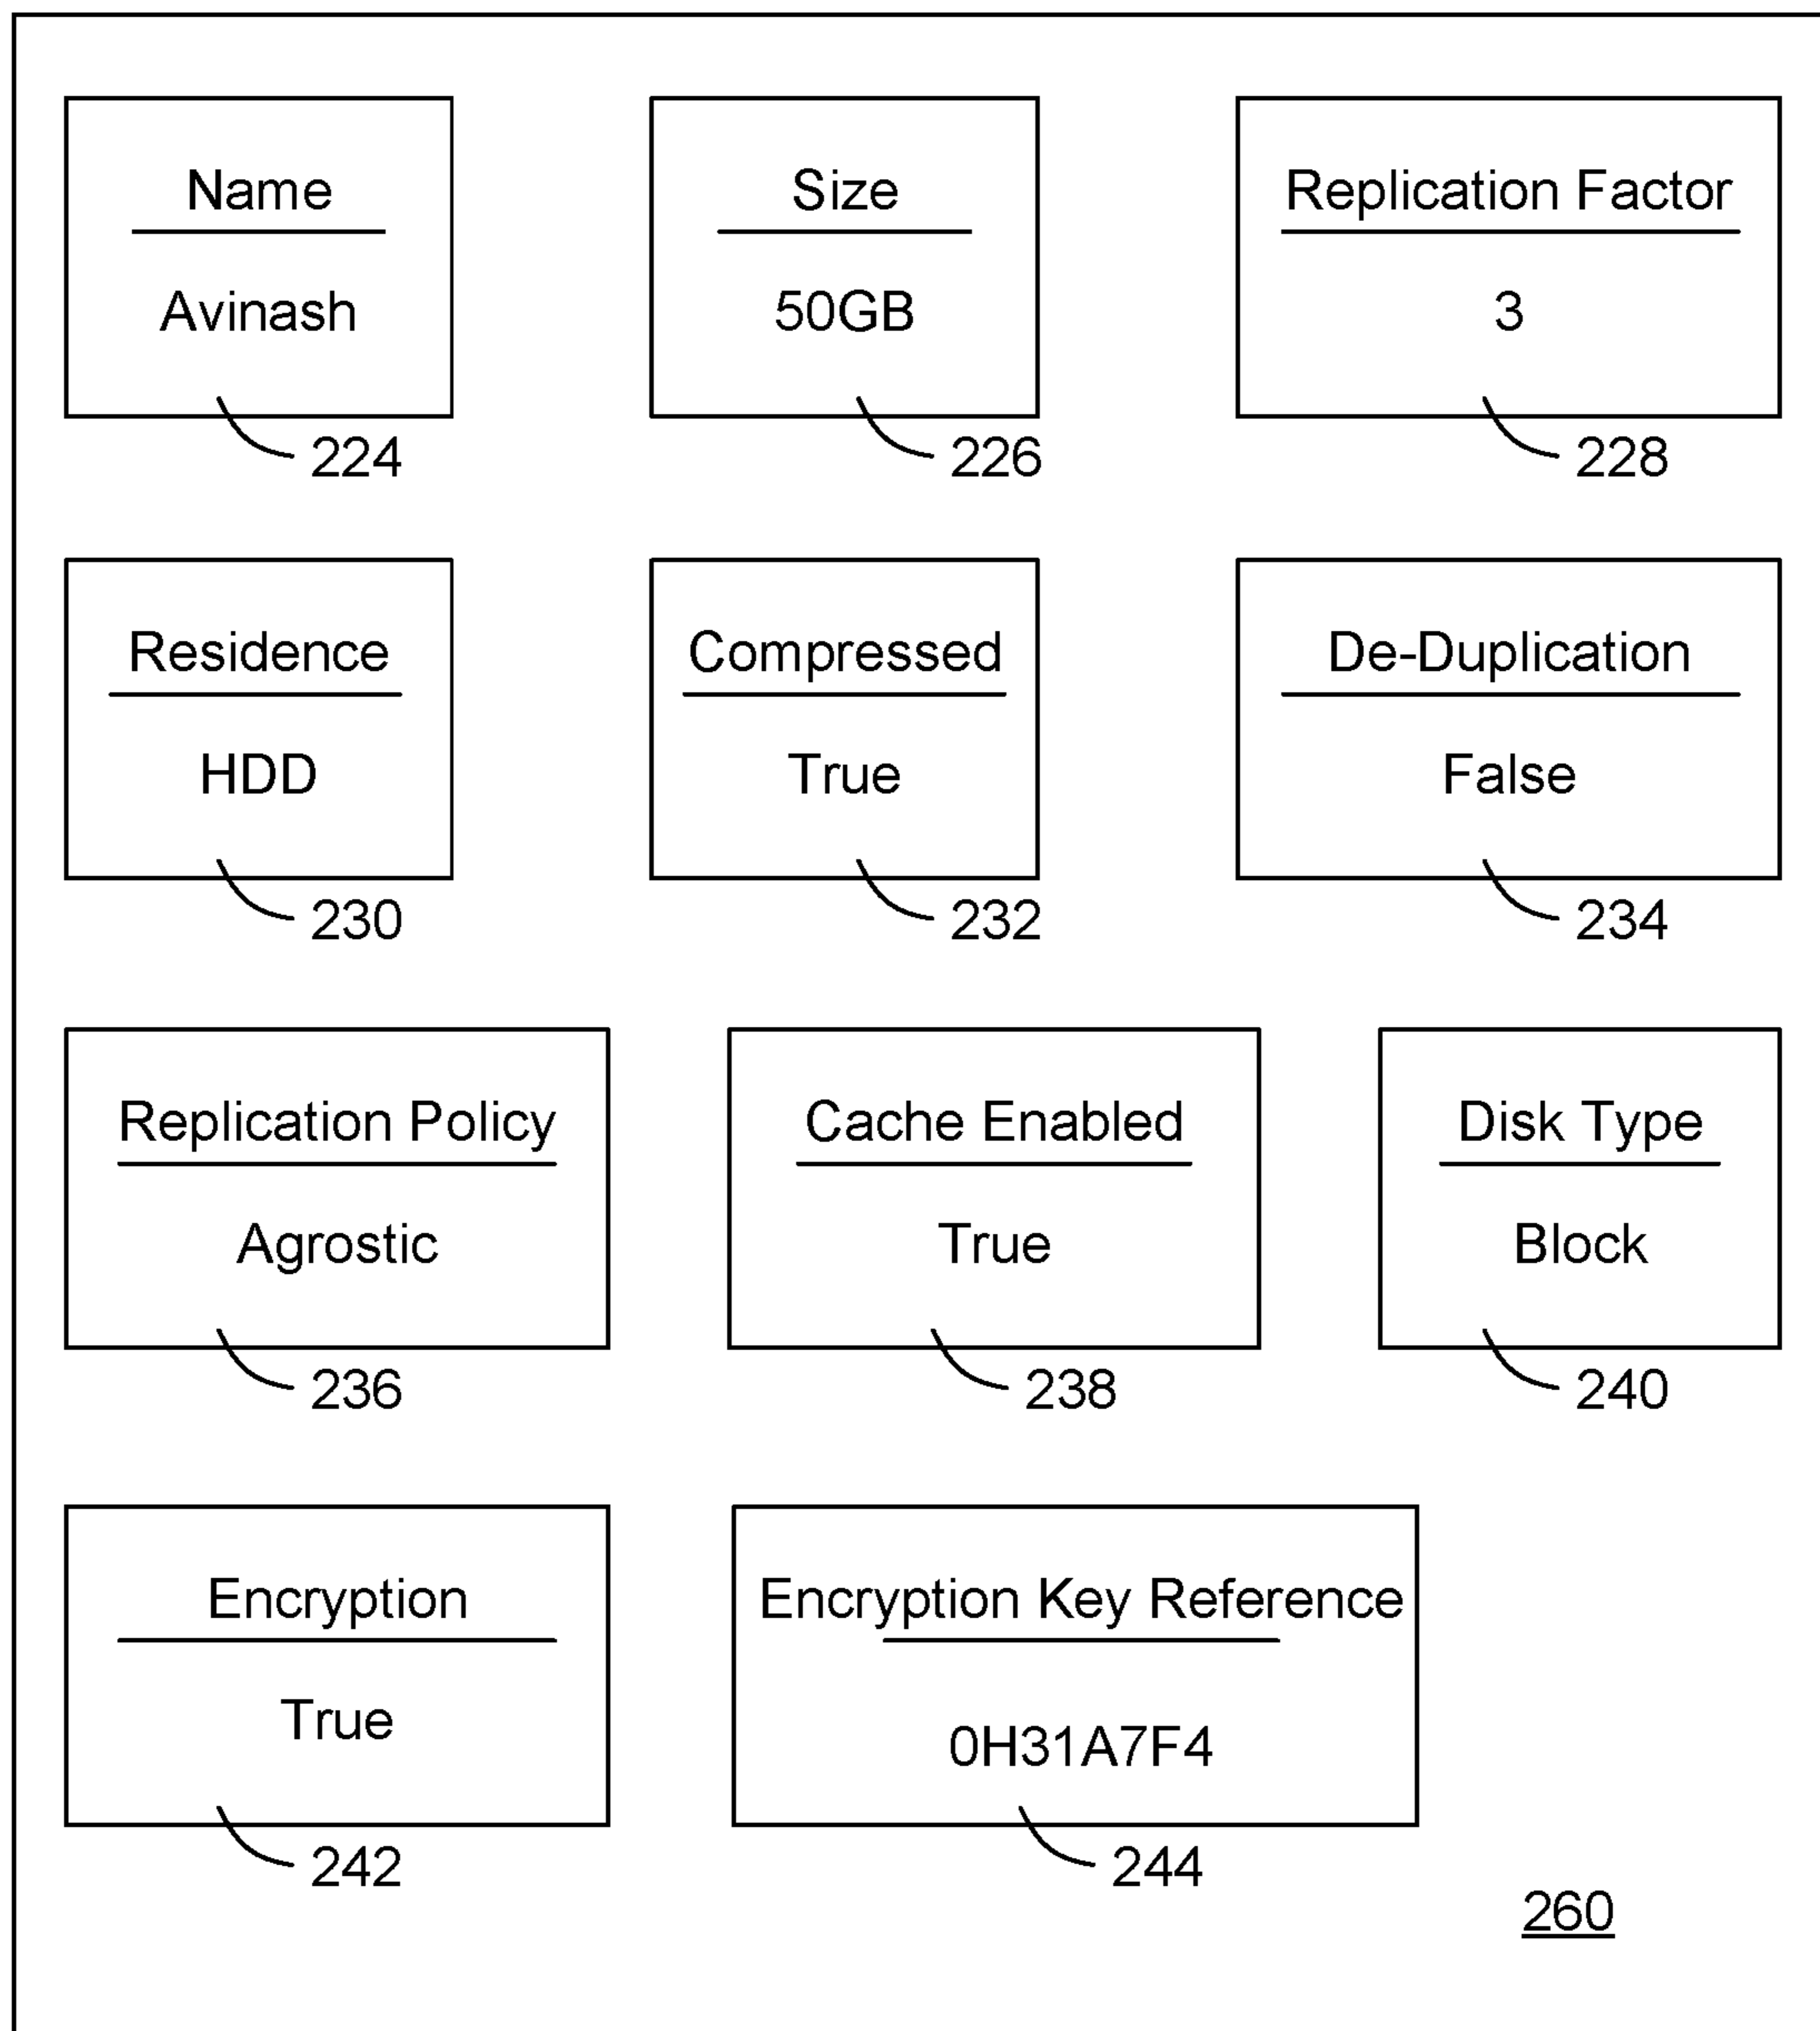 Name
Avinash
224
Size
50GB
226
Replication Factor
3
228
Residence
HDD
230
Compressed
True
232
De-Duplication
False
234
Replication Policy
Agrostic
236
Cache Enabled
True
238
Disk Type
Block
240
Encryption
True
242
Encryption Key Reference
0H31A7F4
244
260